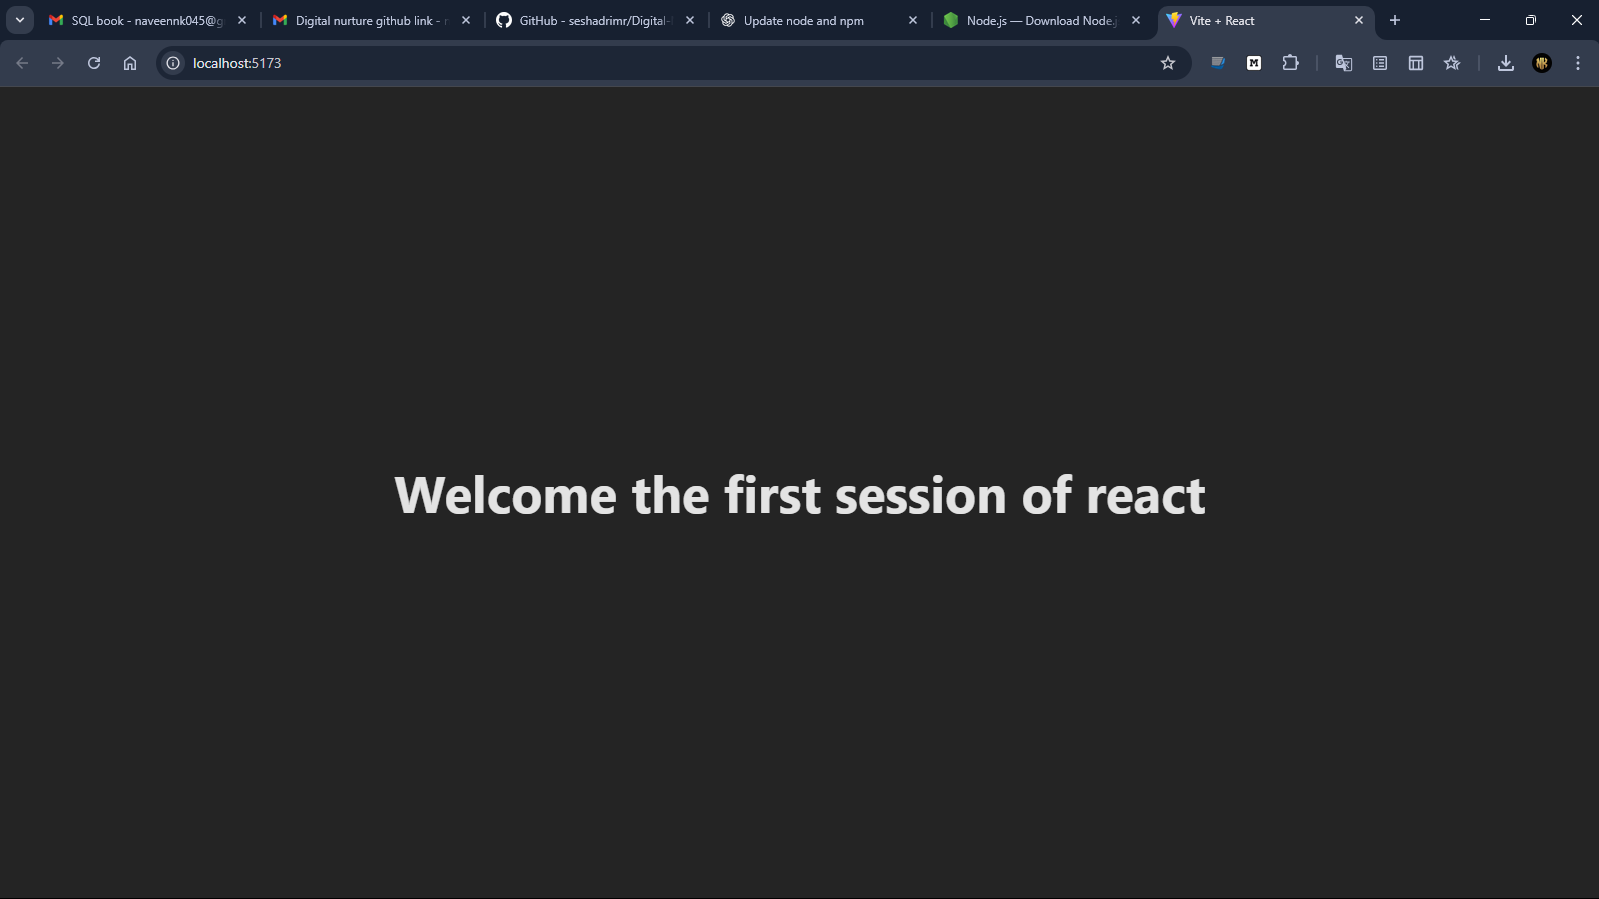 SQL book - naveennk045@g
Digital nurture github link - r
GitHub - seshadrimr/Digital-
Update node and npm
Node.js — Download Node.j
Vite + React
localhost:5173
M
NK
Welcome the first session of react